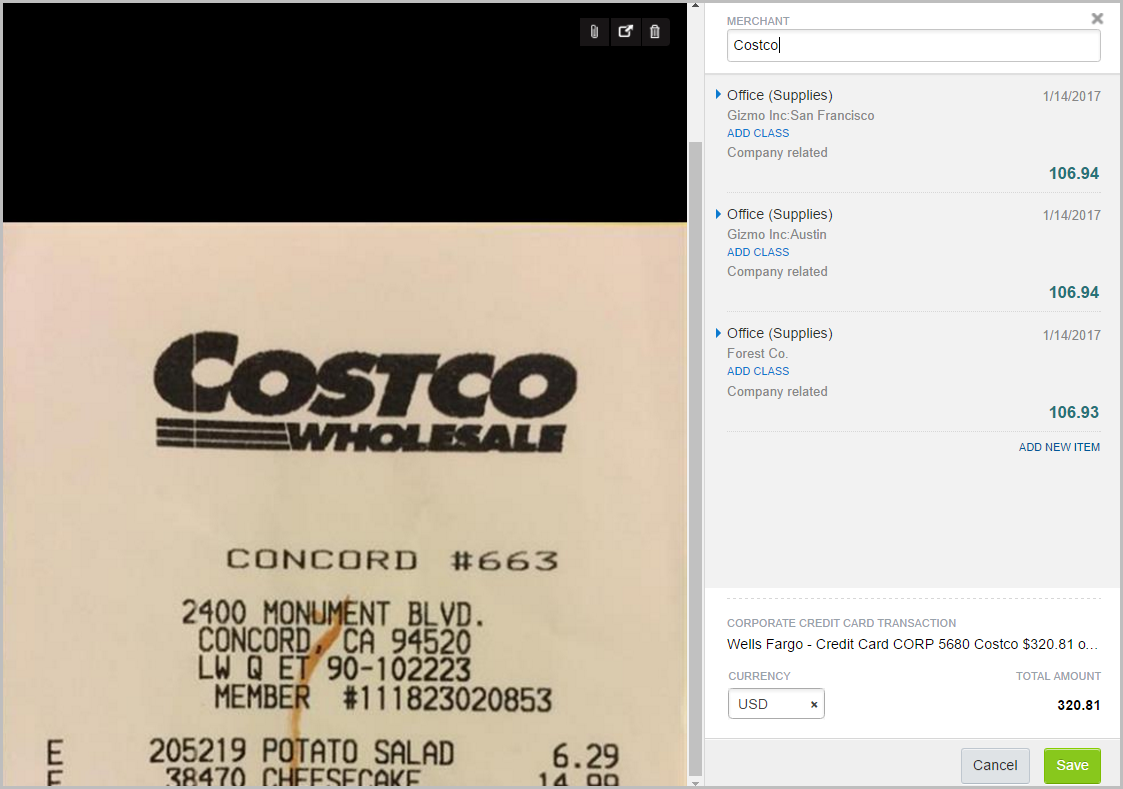 COSTCO
WHOLESALE
CONCORD #663
2400 MONUMENT BLVD.
CONCORD, CA 94520
LW Q ET 90-102223
MEMBER #111823020853
E 205219 POTATO SALAD 6.29
E 38470 CHEESECAKE 14.99
MERCHANT
Costco
Office (Supplies) 1/14/2017
Gizmo Inc:San Francisco
ADD CLASS
Company related
106.94
Office (Supplies) 1/14/2017
Gizmo Inc:Austin
ADD CLASS
Company related
106.94
Office (Supplies) 1/14/2017
Forest Co.
ADD CLASS
Company related
106.93
ADD NEW ITEM
CORPORATE CREDIT CARD TRANSACTION
Wells Fargo - Credit Card CORP 5680 Costco $320.81 o...
CURRENCY TOTAL AMOUNT
USD × 320.81
Cancel Save